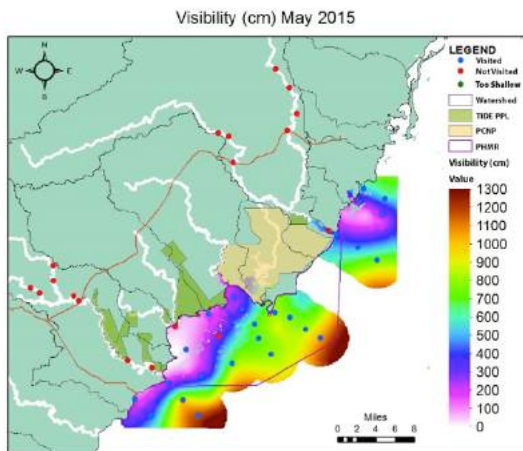 Visibility (cm) May 2015
N
W E
S
LEGEND
Visited
Not Visited
Too Shallow
Watershed
TIDE PPL
PCNP
PHMR
Visibility (cm)
Value
1300
1200
1100
1000
900
800
700
600
500
400
300
200
100
0
Miles
0 1 2 4 6 8